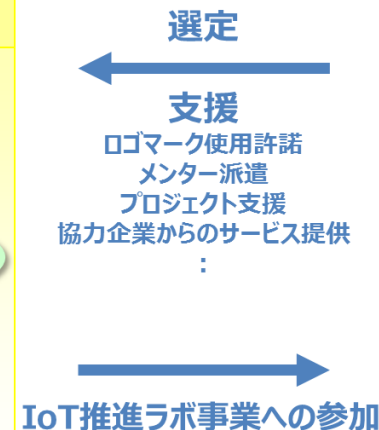 選定
支援
ロゴマーク使用許諾
メンター派遣
プロジェクト支援
協力企業からのサービス提供
：
IoT推進ラボ事業への参加